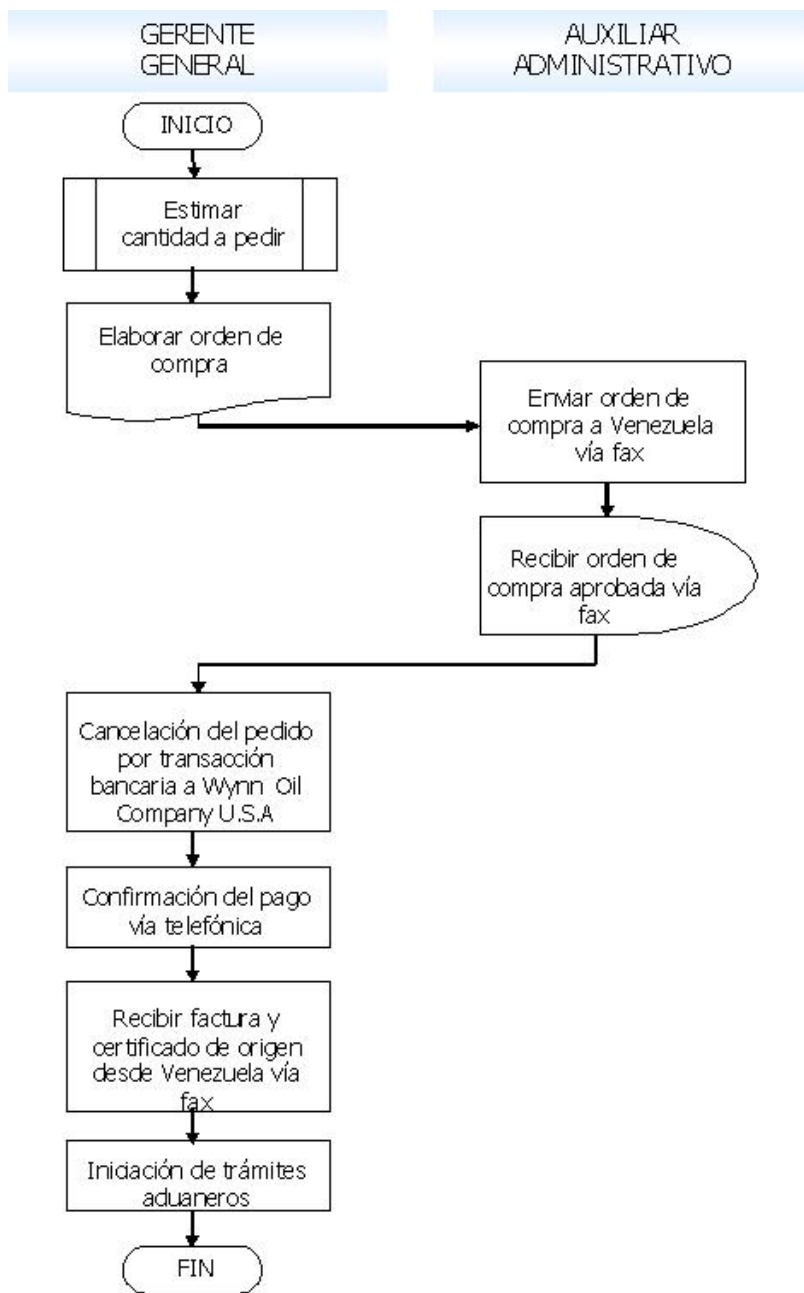 GERENTE
GENERAL
AUXILIAR
ADMINISTRATIVO
INICIO
Estimar
cantidad a pedir
Elaborar orden de
compra
Enviar orden de
compra a Venezuela
vía fax
Recibir orden de
compra aprobada vía
fax
Cancelación del pedido
por transacción
bancaria a Wynn Oil
Company U.S.A
Confirmación del pago
vía telefónica
Recibir factura y
certificado de origen
desde Venezuela vía
fax
Iniciación de trámites
aduaneros
FIN